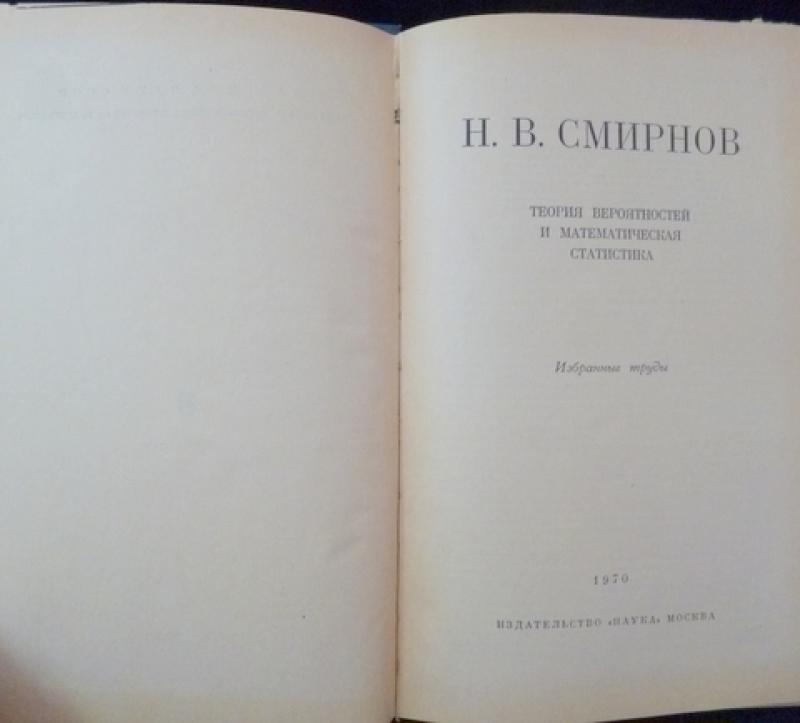 Н. В. СМИРНОВ
ТЕОРИЯ ВЕРОЯТНОСТЕЙ
И МАТЕМАТИЧЕСКАЯ
СТАТИСТИКА
Избранные труды
1970
ИЗДАТЕЛЬСТВО «НАУКА» МОСКВА